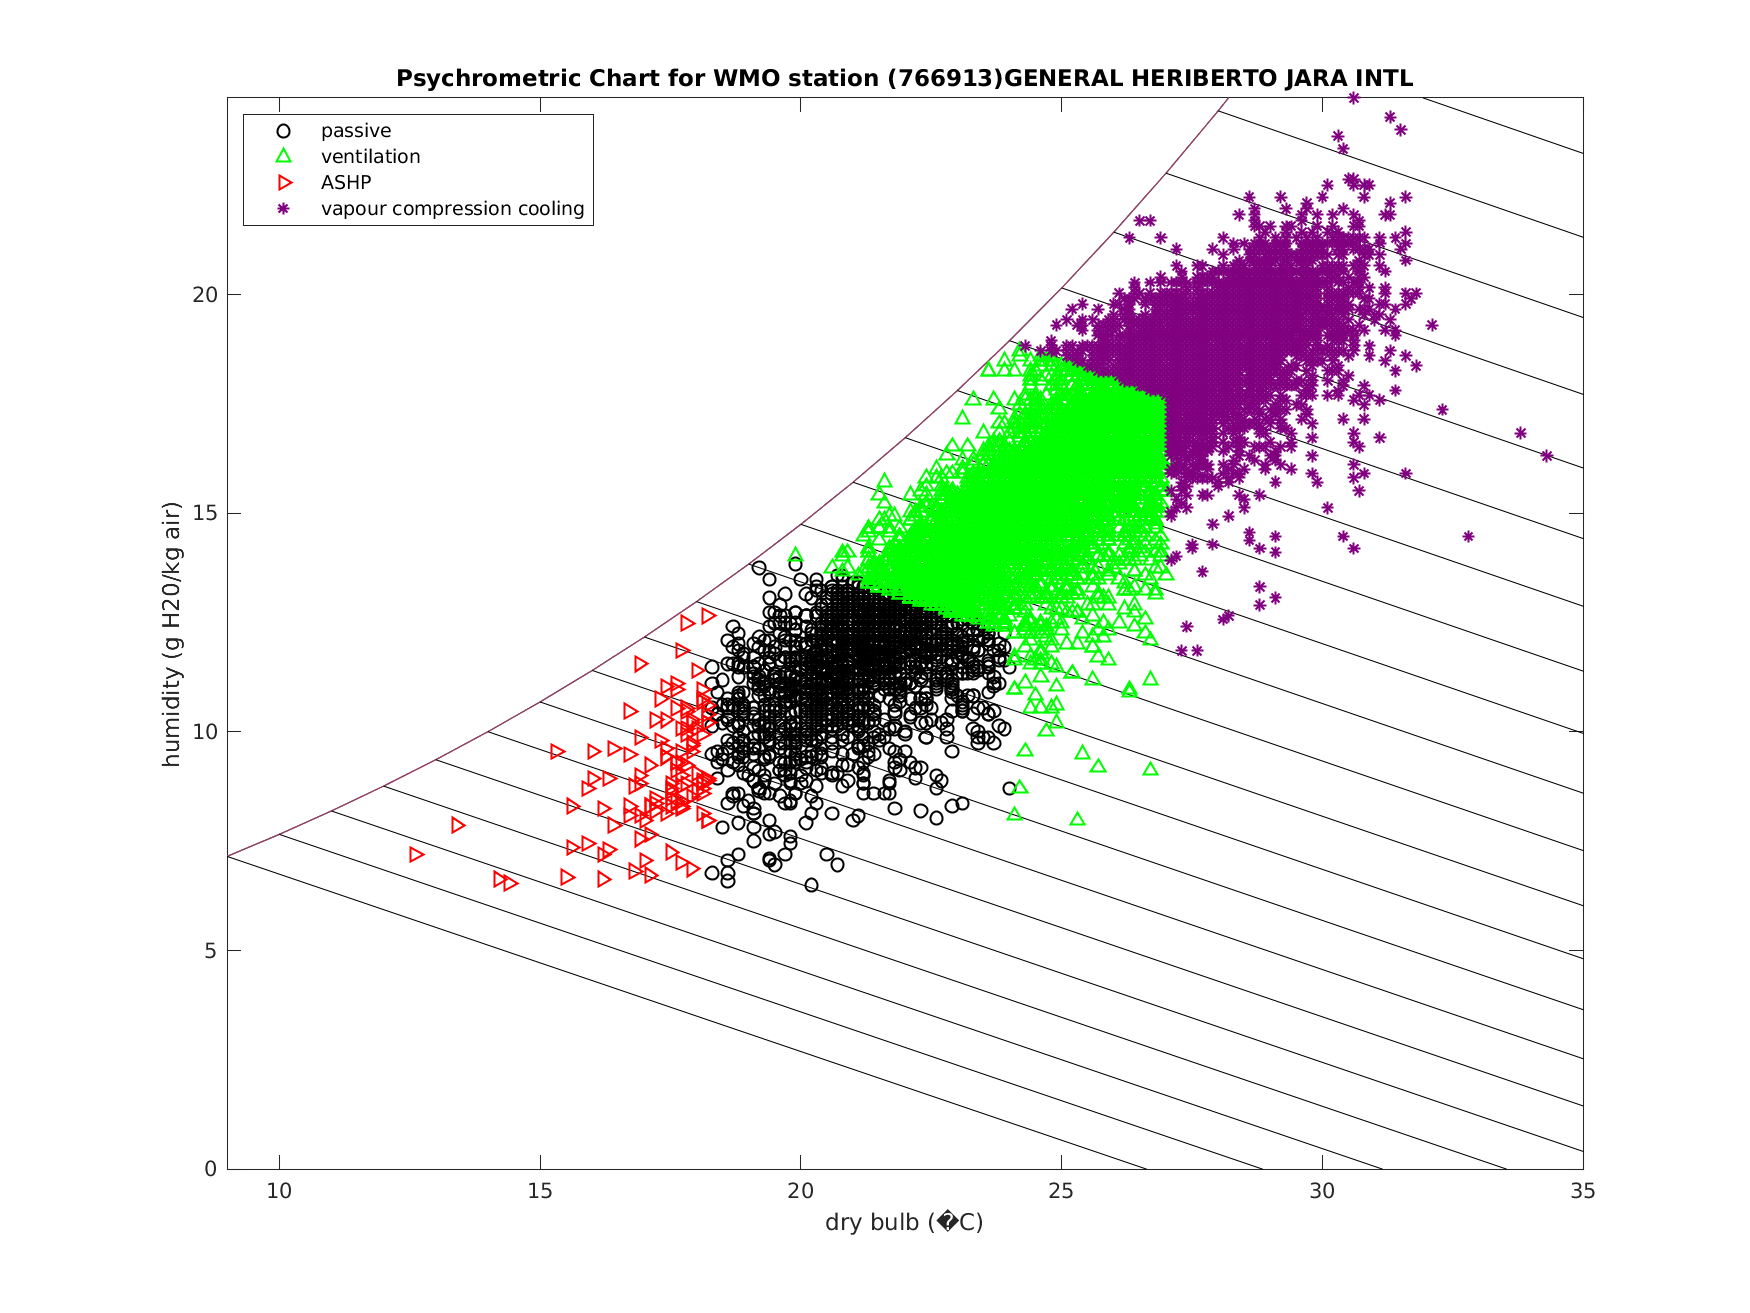 Psychrometric Chart for WMO station (766913)GENERAL HERIBERTO JARA INTL
passive
ventilation
ASHP
vapour compression cooling
humidity (g H20/kg air)
20
15
10
5
0
10 15 20 25 30 35
dry bulb (�C)